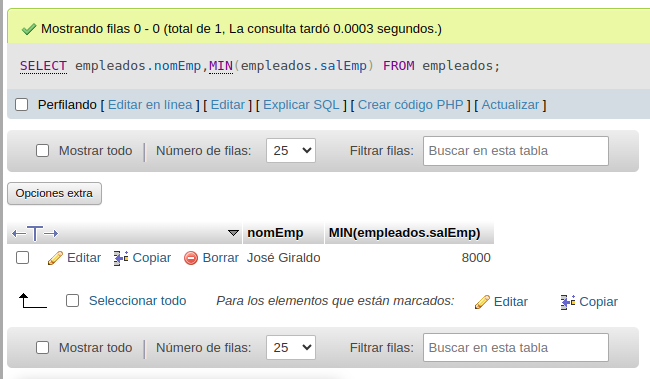 Mostrando filas 0 - 0 (total de 1, La consulta tardó 0.0003 segundos.)
SELECT empleados.nomEmp,MIN(empleados.salEmp) FROM empleados;
Perfilando [ Editar en línea ] [ Editar ] [ Explicar SQL ] [ Crear código PHP ] [ Actualizar ]
Mostrar todo | Número de filas: 25 Filtrar filas: Buscar en esta tabla
Opciones extra
←T→ nomEmp MIN(empleados.salEmp)
Editar Copiar Borrar José Giraldo 8000
Seleccionar todo Para los elementos que están marcados: Editar Copiar
Mostrar todo | Número de filas: 25 Filtrar filas: Buscar en esta tabla